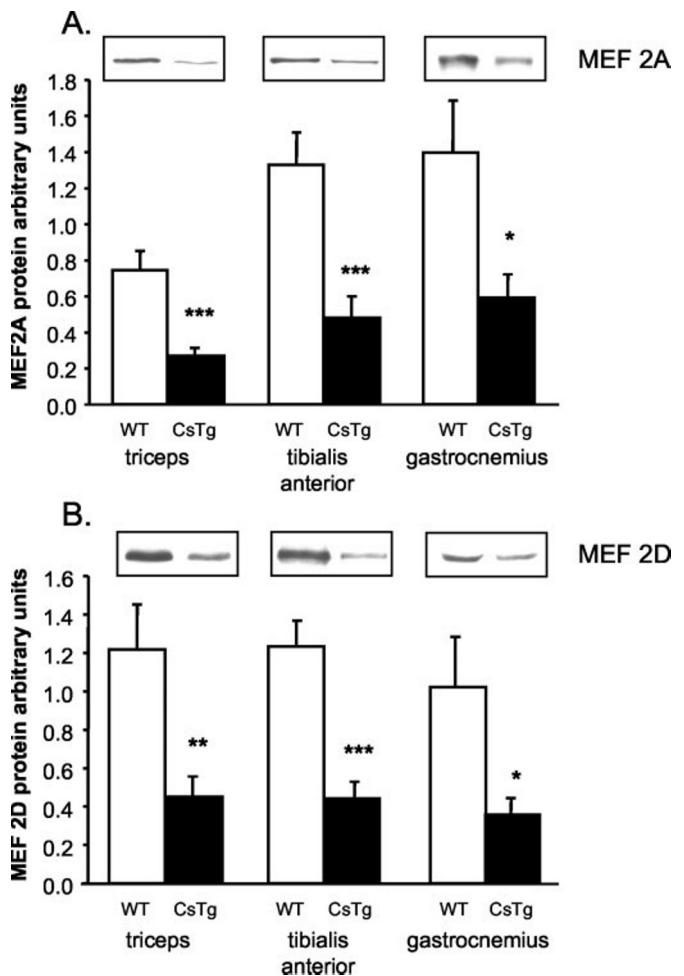 A.
MEF 2A
MEF2A protein arbitrary units
1.8
1.6
1.4
1.2
1.0
0.8
0.6
0.4
0.2
0.0
***
***
*
WT CsTg WT CsTg WT CsTg
triceps tibialis gastrocnemius
anterior
B.
MEF 2D
MEF 2D protein arbitrary units
1.6
1.4
1.2
1.0
0.8
0.6
0.4
0.2
0.0
**
***
*
WT CsTg WT CsTg WT CsTg
triceps tibialis gastrocnemius
anterior